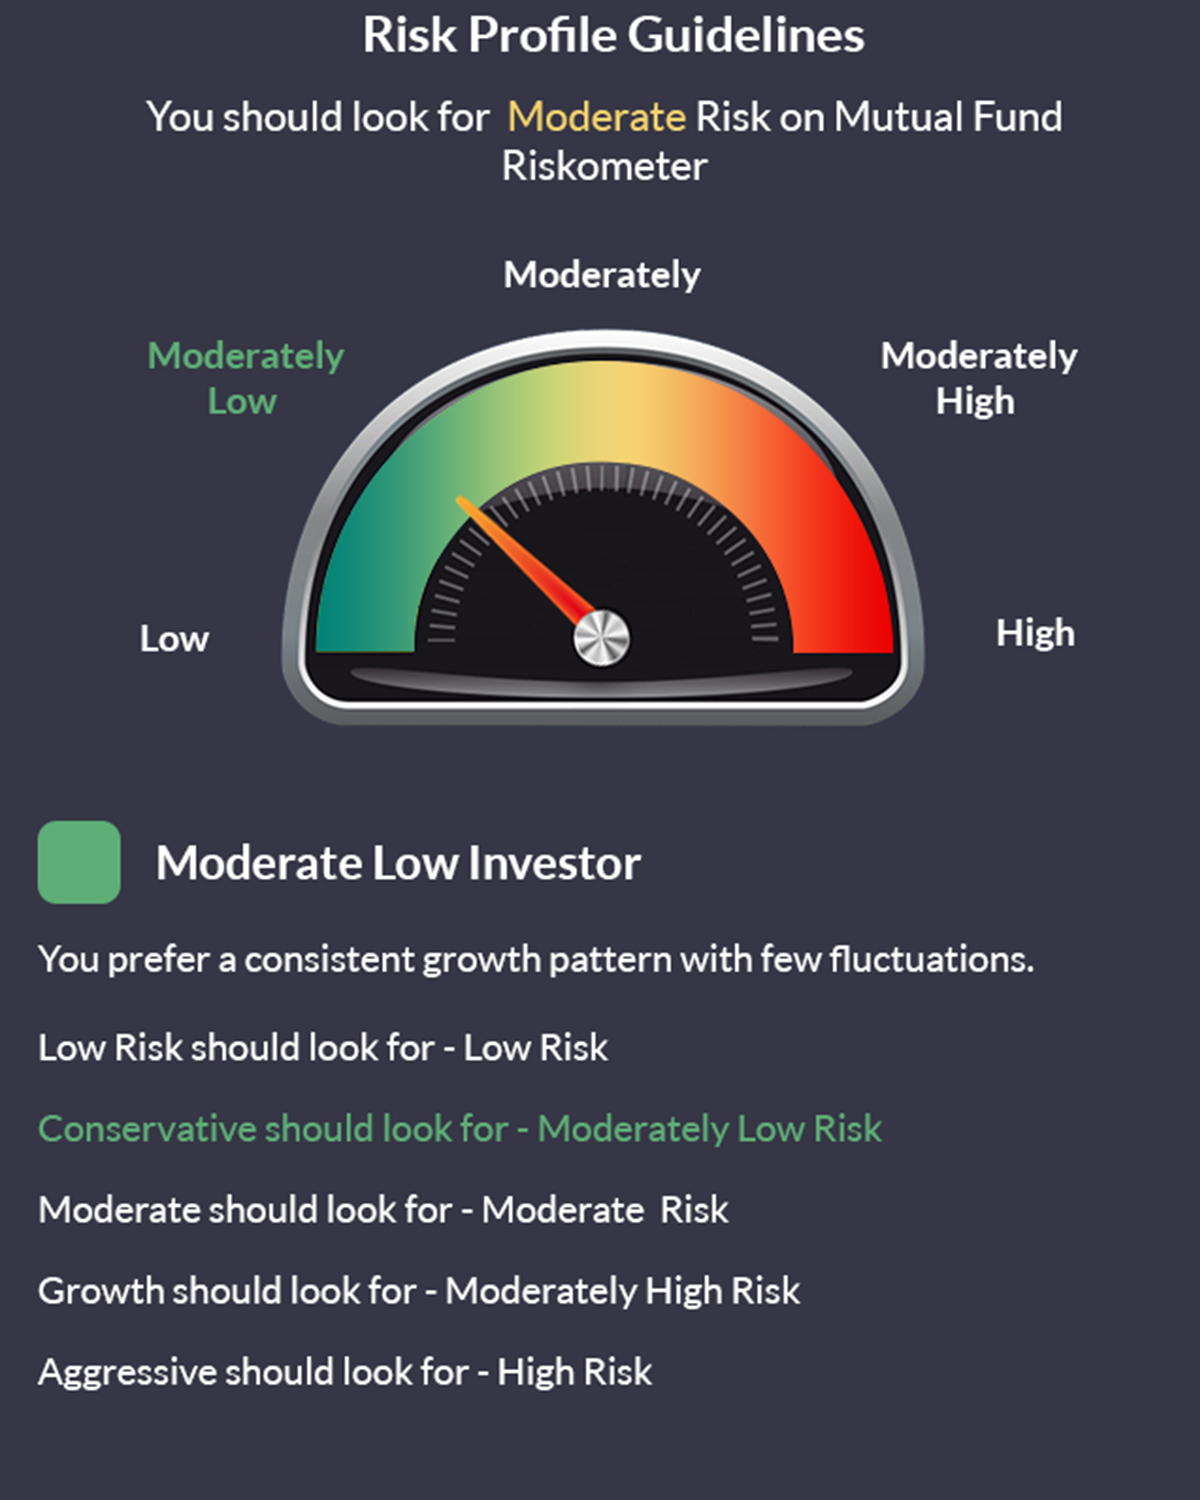 Risk Profile Guidelines
You should look for Moderate Risk on Mutual Fund
Riskometer
Moderately
Moderately
Low
Moderately
High
Low
High
Moderate Low Investor
You prefer a consistent growth pattern with few fluctuations.
Low Risk should look for - Low Risk
Conservative should look for - Moderately Low Risk
Moderate should look for - Moderate Risk
Growth should look for - Moderately High Risk
Aggressive should look for - High Risk